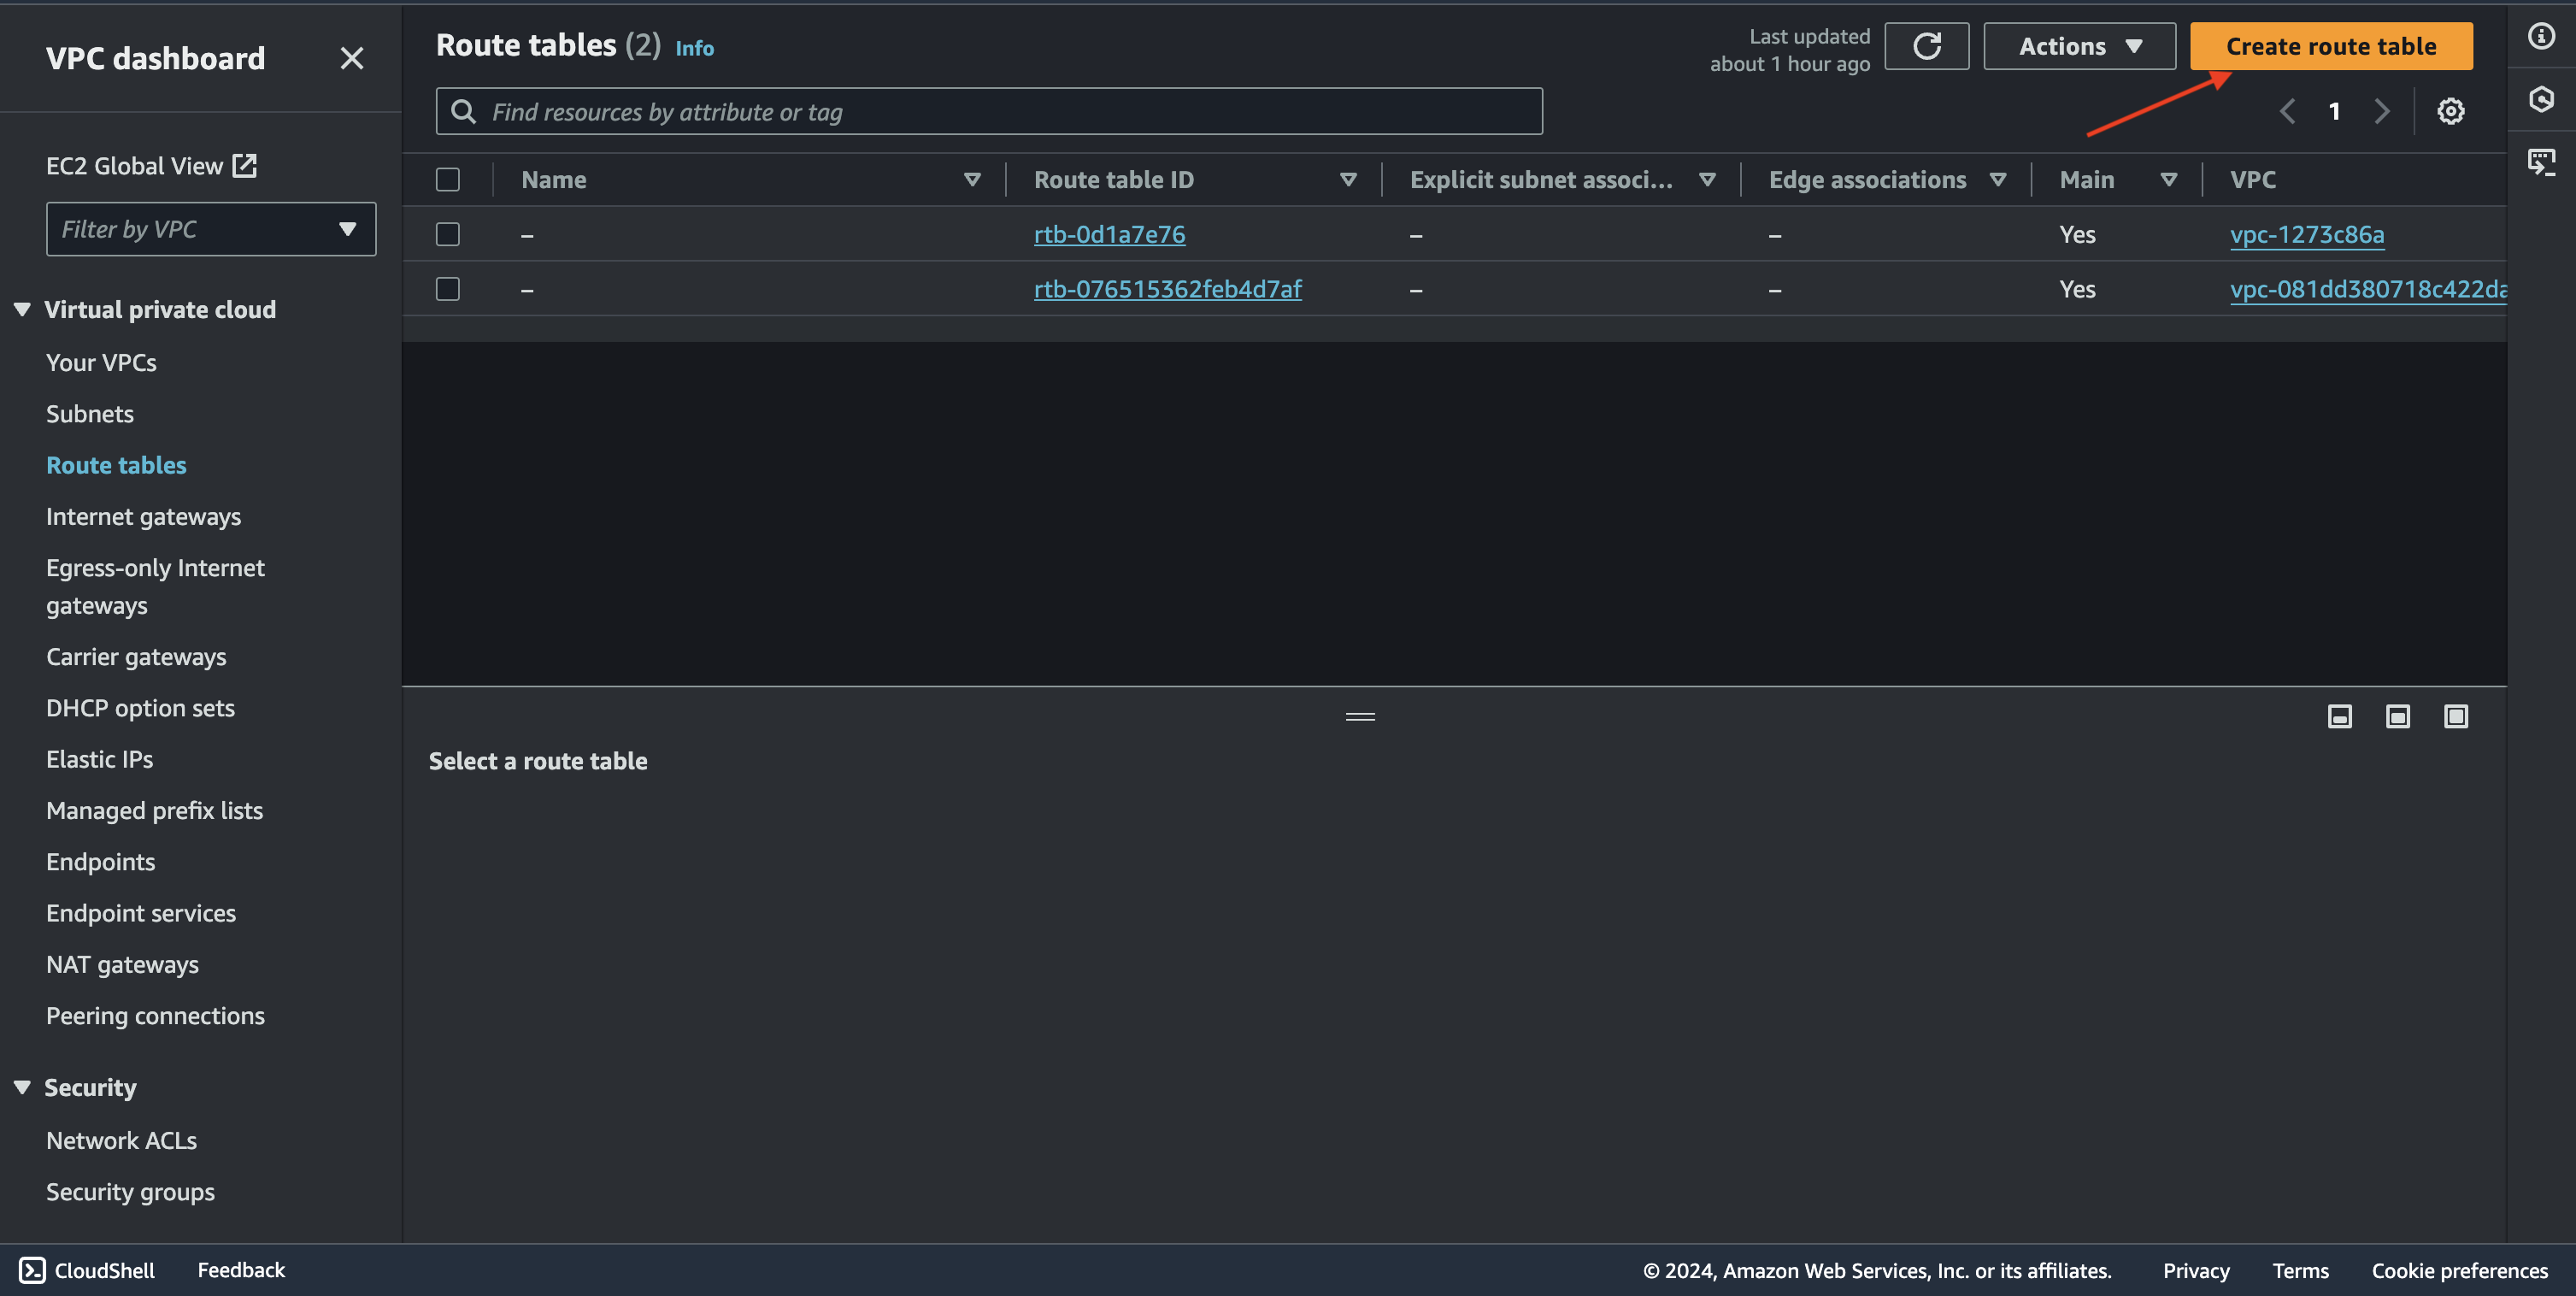 VPC dashboard
EC2 Global View
Filter by VPC
Virtual private cloud
Your VPCs
Subnets
Route tables
Internet gateways
Egress-only Internet
gateways
Carrier gateways
DHCP option sets
Elastic IPs
Managed prefix lists
Endpoints
Endpoint services
NAT gateways
Peering connections
Security
Network ACLs
Security groups
Route tables (2) Info
Last updated
about 1 hour ago
Actions
Create route table
Find resources by attribute or tag
1
Name Route table ID Explicit subnet associ... Edge associations Main VPC
– rtb-0d1a7e76 – – Yes vpc-1273c86a
– rtb-076515362feb4d7af – – Yes vpc-081dd380718c422da
Select a route table
CloudShell Feedback © 2024, Amazon Web Services, Inc. or its affiliates. Privacy Terms Cookie preferences